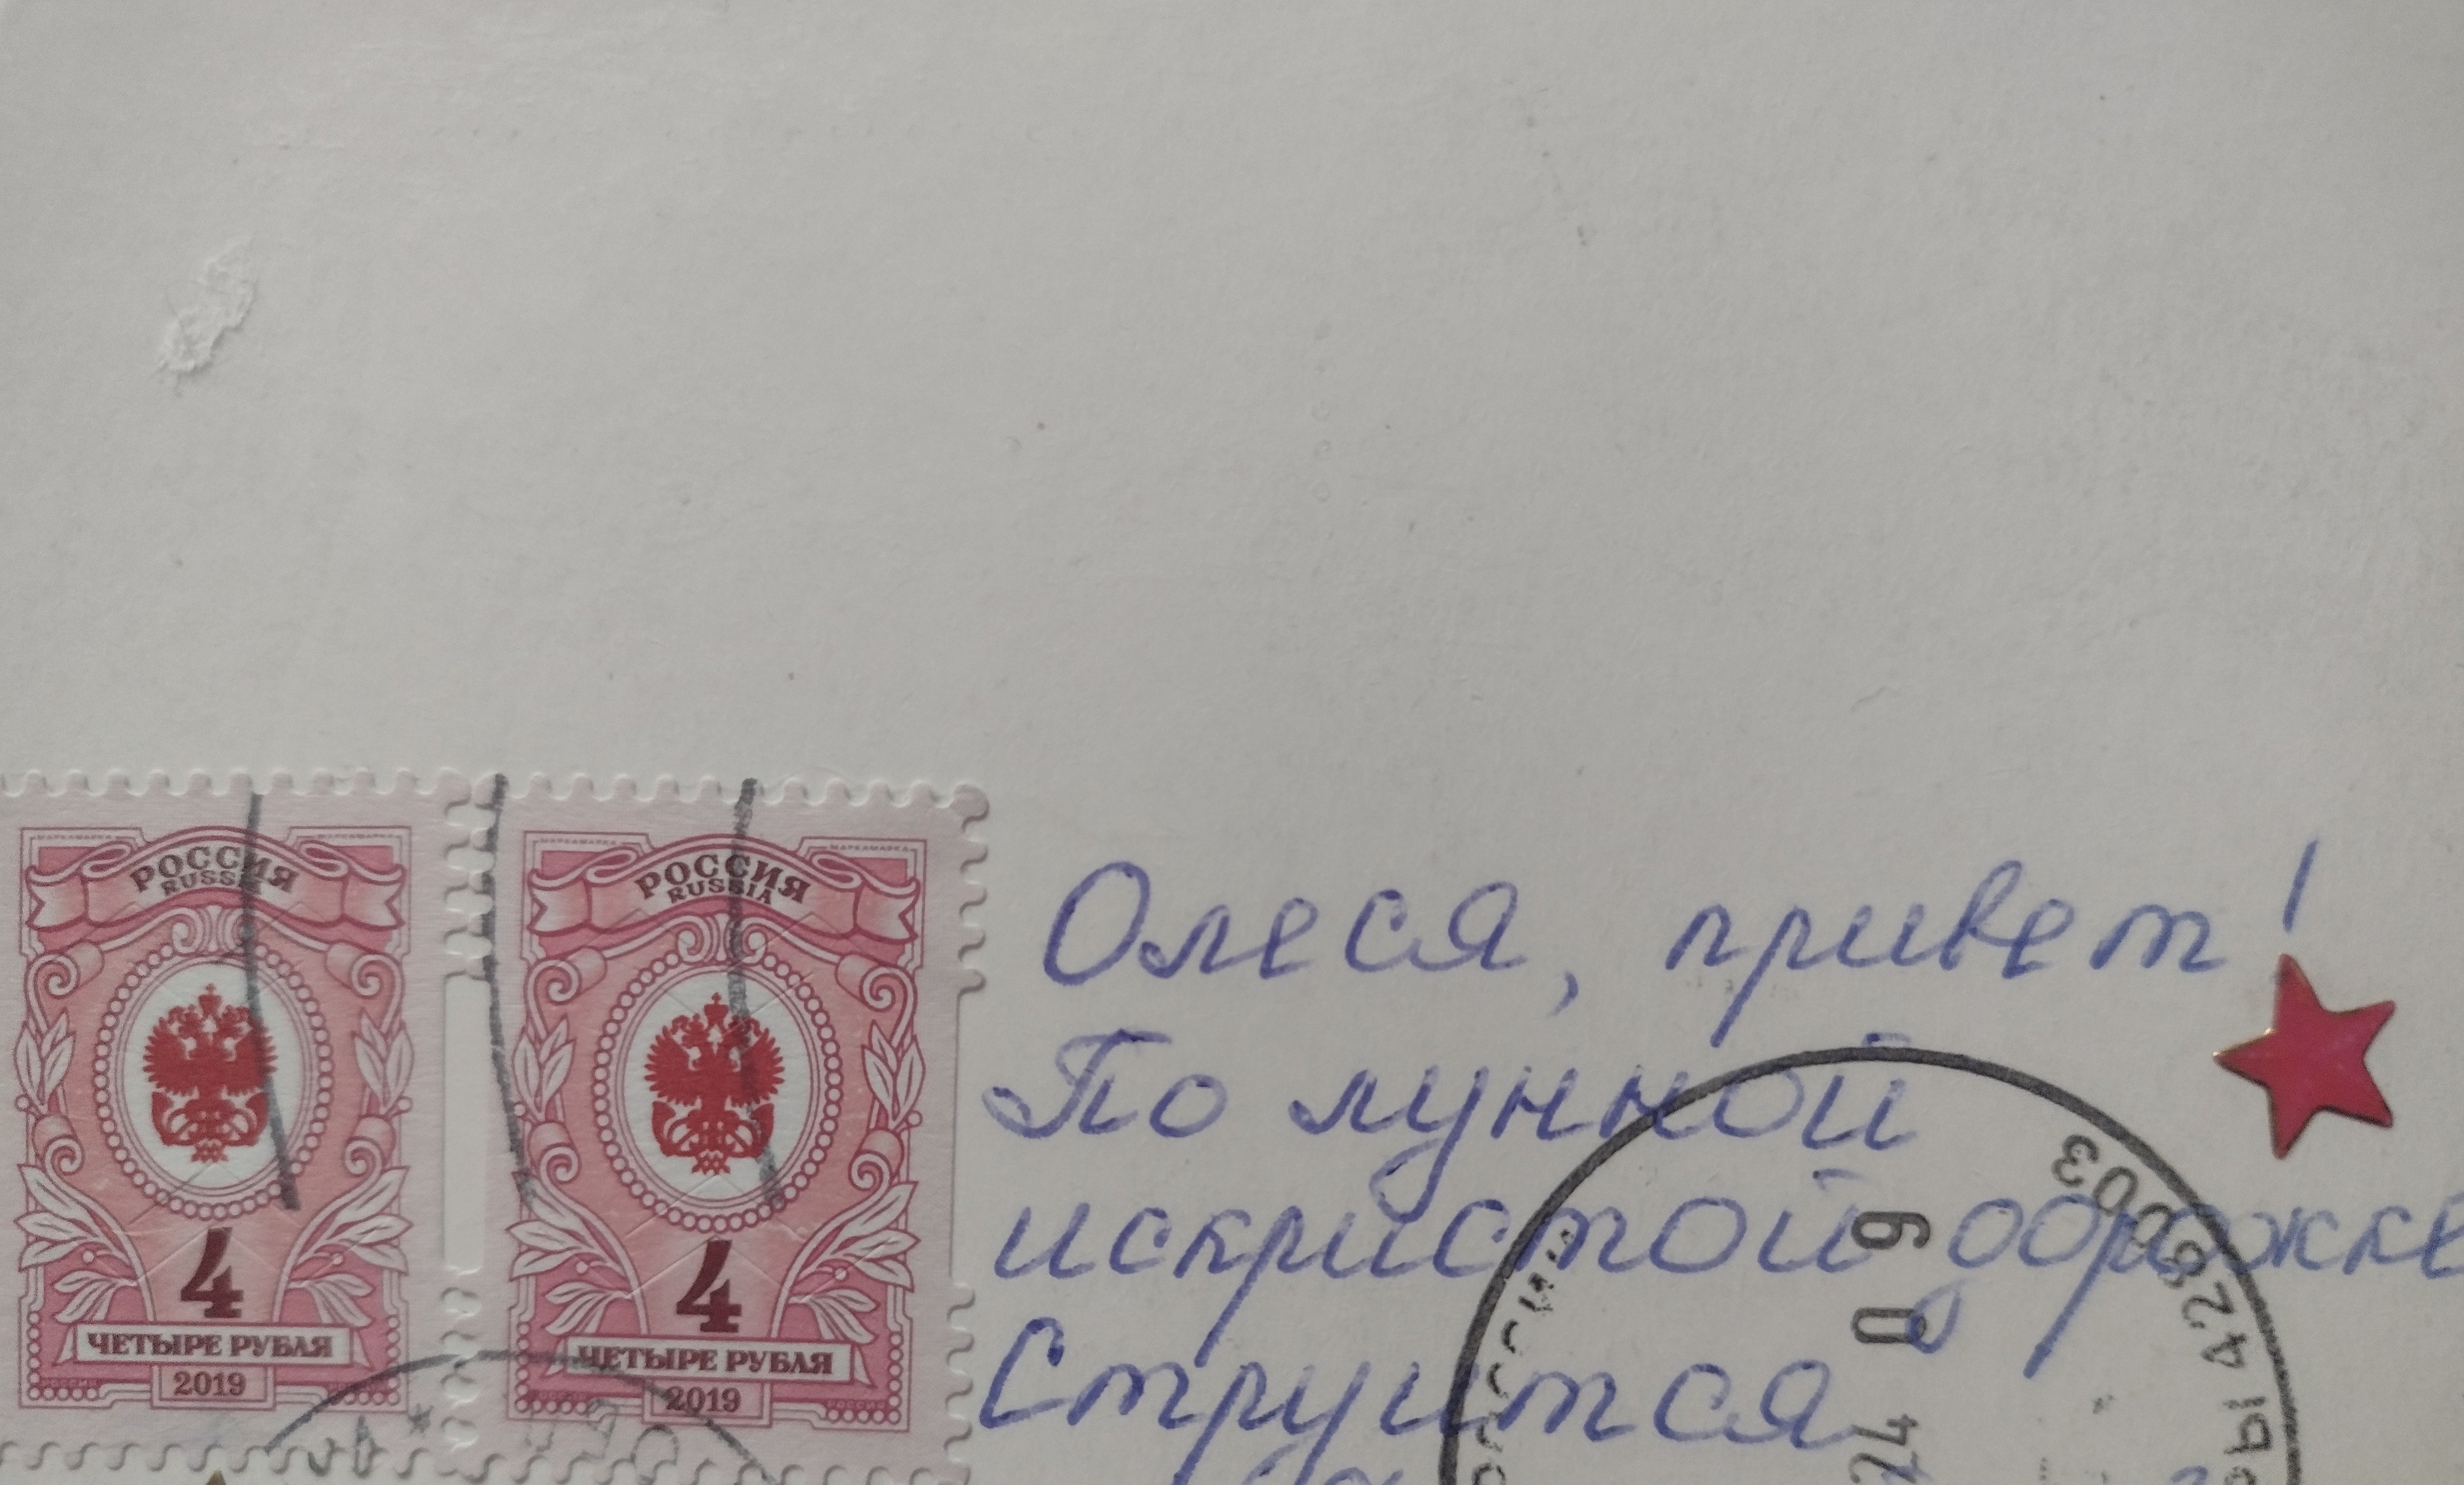 РОССИЯ
RUSSIA
4
ЧЕТЫРЕ РУБЛЯ
2019
РОССИЯ
RUSSIA
4
ЧЕТЫРЕ РУБЛЯ
2019
Олеся, привет!
По лунной
искристой дорожке
Струится